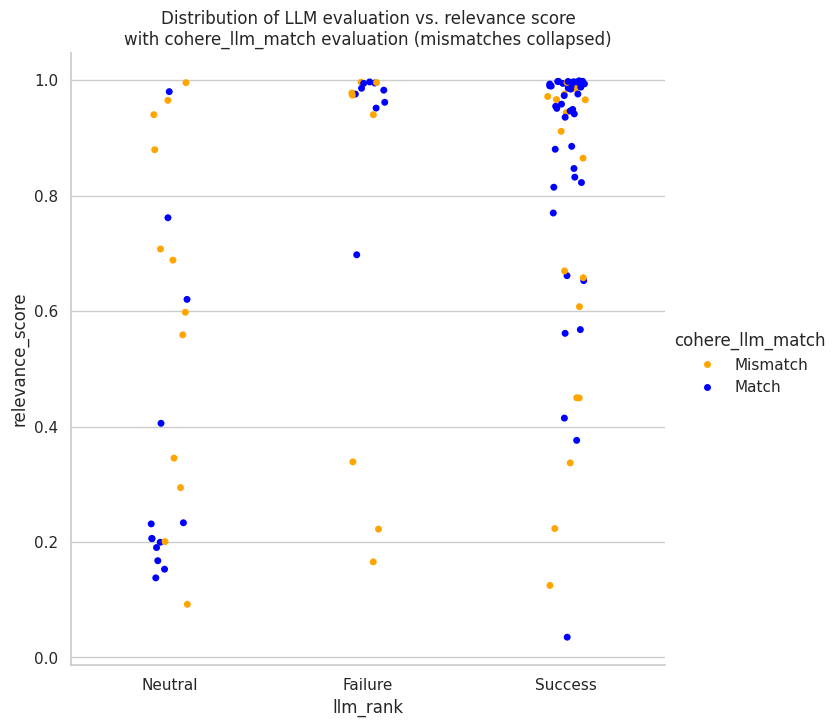 Distribution of LLM evaluation vs. relevance score
with cohere_llm_match evaluation (mismatches collapsed)
1.0
0.8
0.6
0.4
0.2
0.0
relevance_score
Neutral
Failure
Success
llm_rank
cohere_llm_match
Mismatch
Match